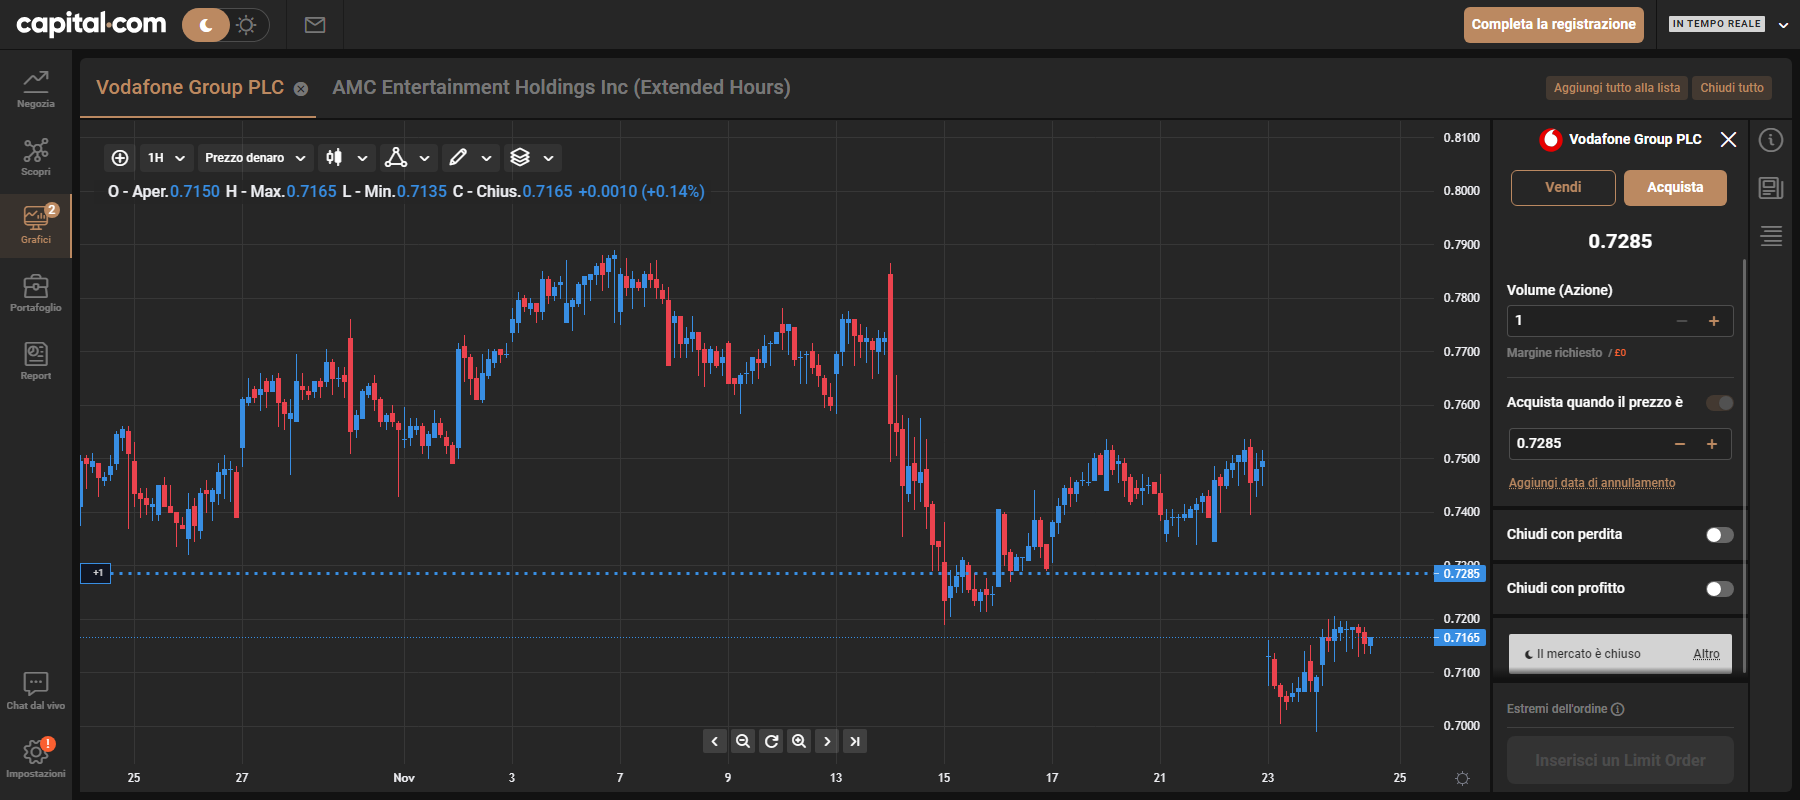 capital.com
Completa la registrazione
IN TEMPO REALE
Negozia
Scopri
2
Grafici
Portafoglio
Report
Chat dal vivo
!
Impostazioni
Vodafone Group PLC
AMC Entertainment Holdings Inc (Extended Hours)
Aggiungi tutto alla lista
Chiudi tutto
1H
Prezzo denaro
O - Aper.0.7150 H - Max.0.7165 L - Min.0.7135 C - Chius.0.7165 +0.0010 (+0.14%)
0.8100
0.8000
0.7900
0.7800
0.7700
0.7600
0.7500
0.7400
0.7300
+1
0.7285
0.7200
0.7165
0.7100
0.7000
25
27
Nov
3
7
9
13
15
17
21
23
25
Vodafone Group PLC
Vendi
Acquista
0.7285
Volume (Azione)
1
Margine richiesto / £0
Acquista quando il prezzo è
0.7285
Aggiungi data di annullamento
Chiudi con perdita
Chiudi con profitto
Il mercato è chiuso
Altro
Estremi dell'ordine
Inserisci un Limit Order